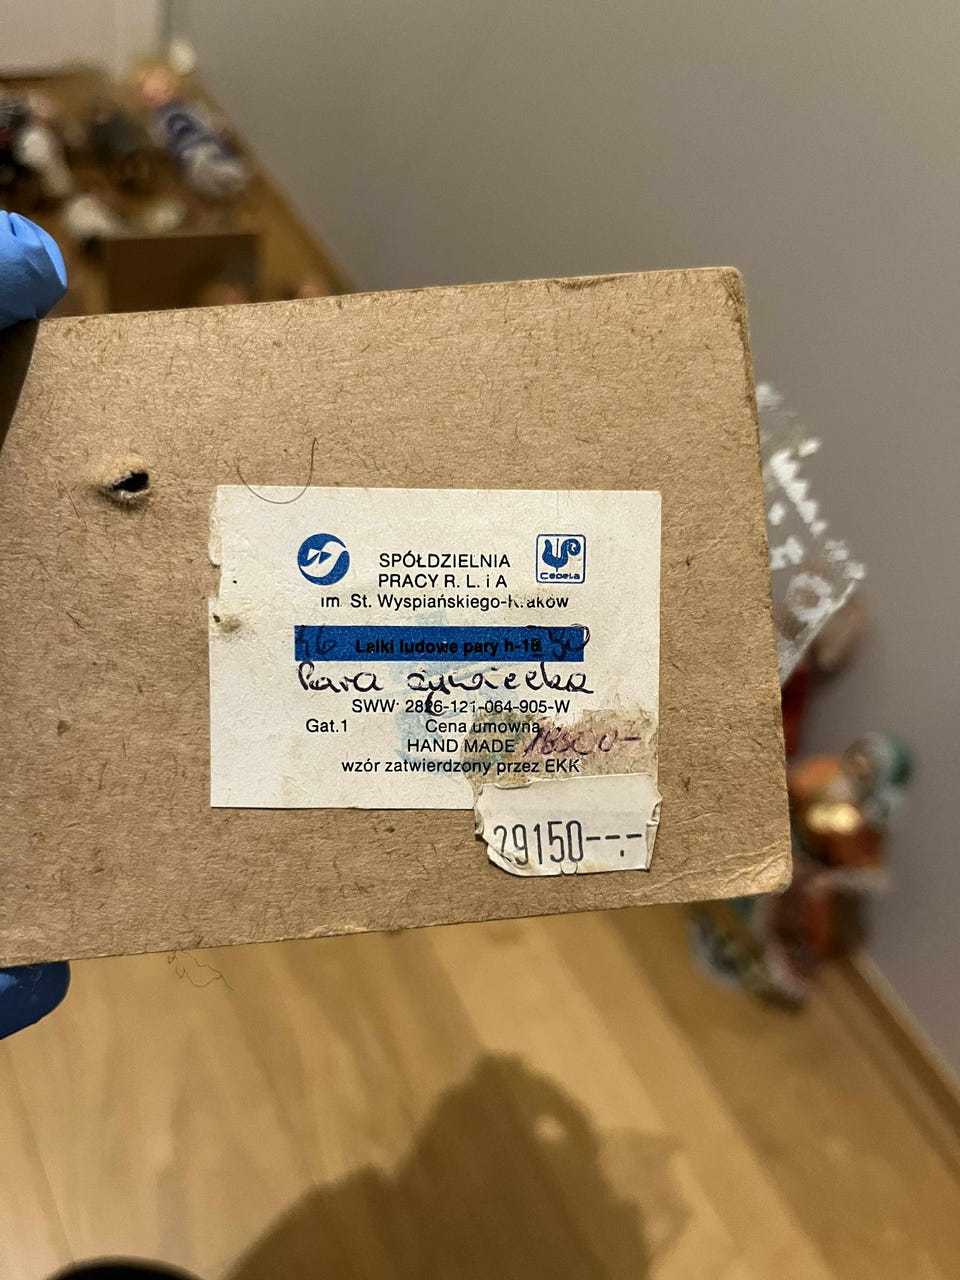 SPÓŁDZIELNIA
Cepelia
PRACY R. L. i A
im. St. Wyspiańskiego-Kraków
Lalki ludowe pary h-18
Para żywiecka
SWW 2826-121-064-905-W
Gat.1 Cena umowna
HAND MADE
wzór zatwierdzony przez EKK
29150--.-